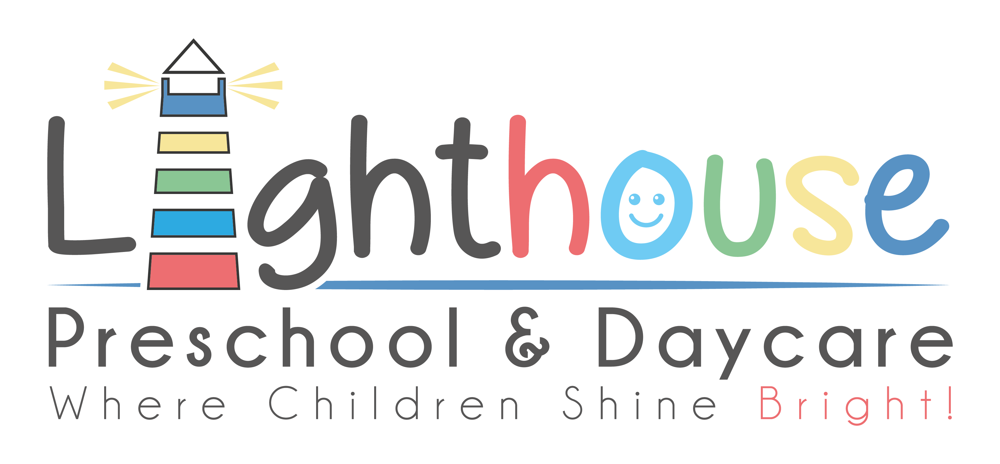 Lighthouse
Preschool & Daycare
Where Children Shine Bright!